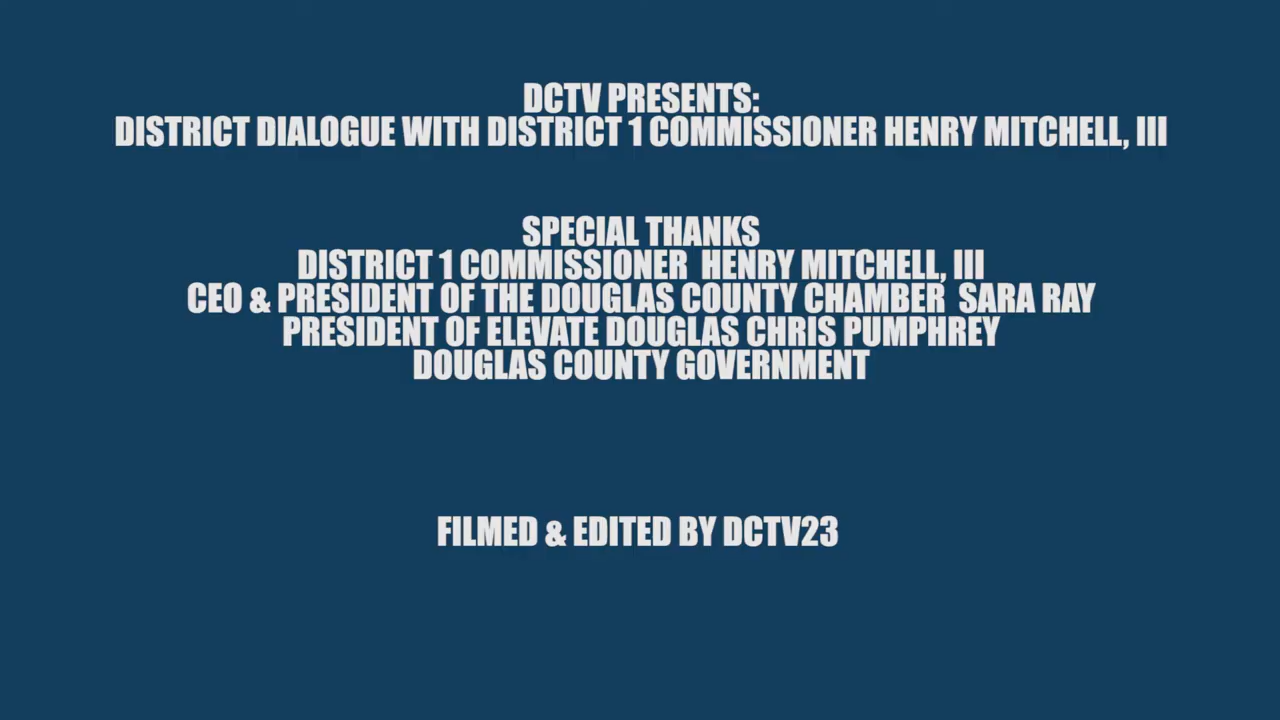 DCTV PRESENTS:
DISTRICT DIALOGUE WITH DISTRICT 1 COMMISSIONER HENRY MITCHELL, III
SPECIAL THANKS
DISTRICT 1 COMMISSIONER HENRY MITCHELL, III
CEO & PRESIDENT OF THE DOUGLAS COUNTY CHAMBER SARA RAY
PRESIDENT OF ELEVATE DOUGLAS CHRIS PUMPHREY
DOUGLAS COUNTY GOVERNMENT
FILMED & EDITED BY DCTV23